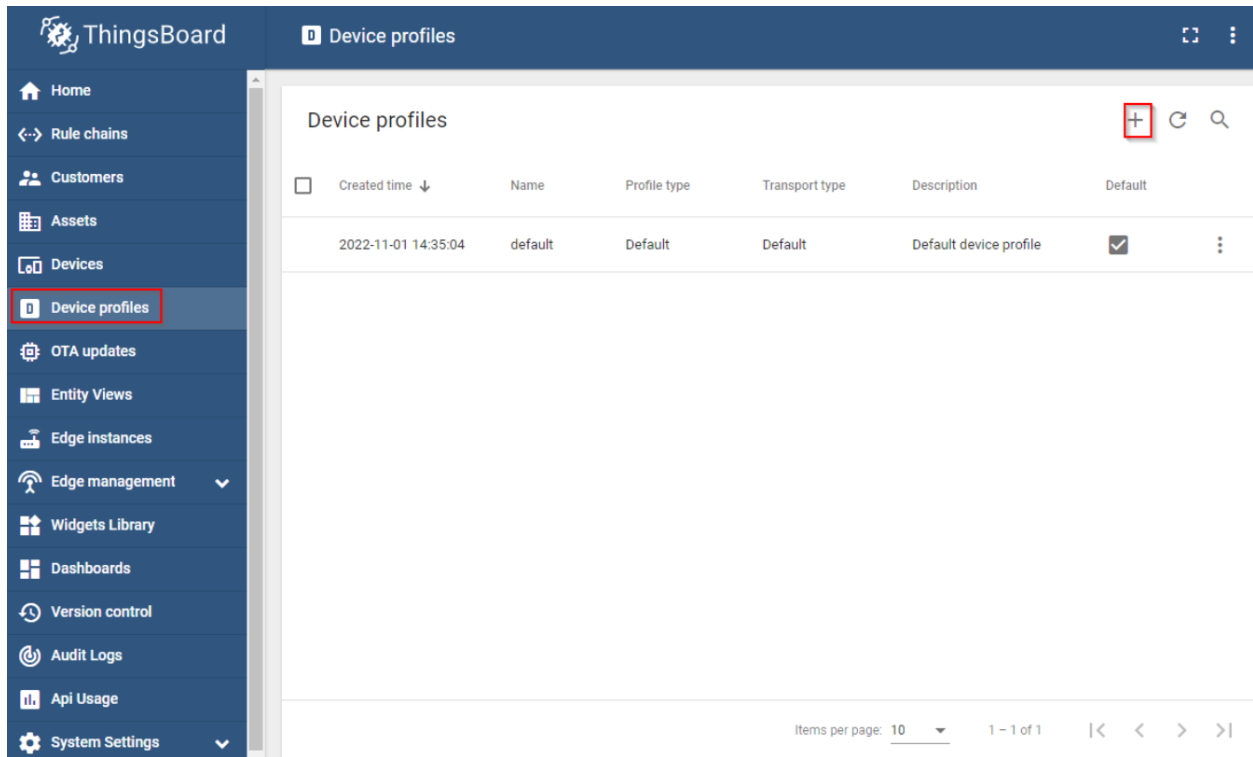 ThingsBoard
Device profiles
Home
Rule chains
Customers
Assets
Devices
Device profiles
OTA updates
Entity Views
Edge instances
Edge management
Widgets Library
Dashboards
Version control
Audit Logs
Api Usage
System Settings
Device profiles
Created time Name Profile type Transport type Description Default
2022-11-01 14:35:04 default Default Default Default device profile
Items per page: 10 1 – 1 of 1